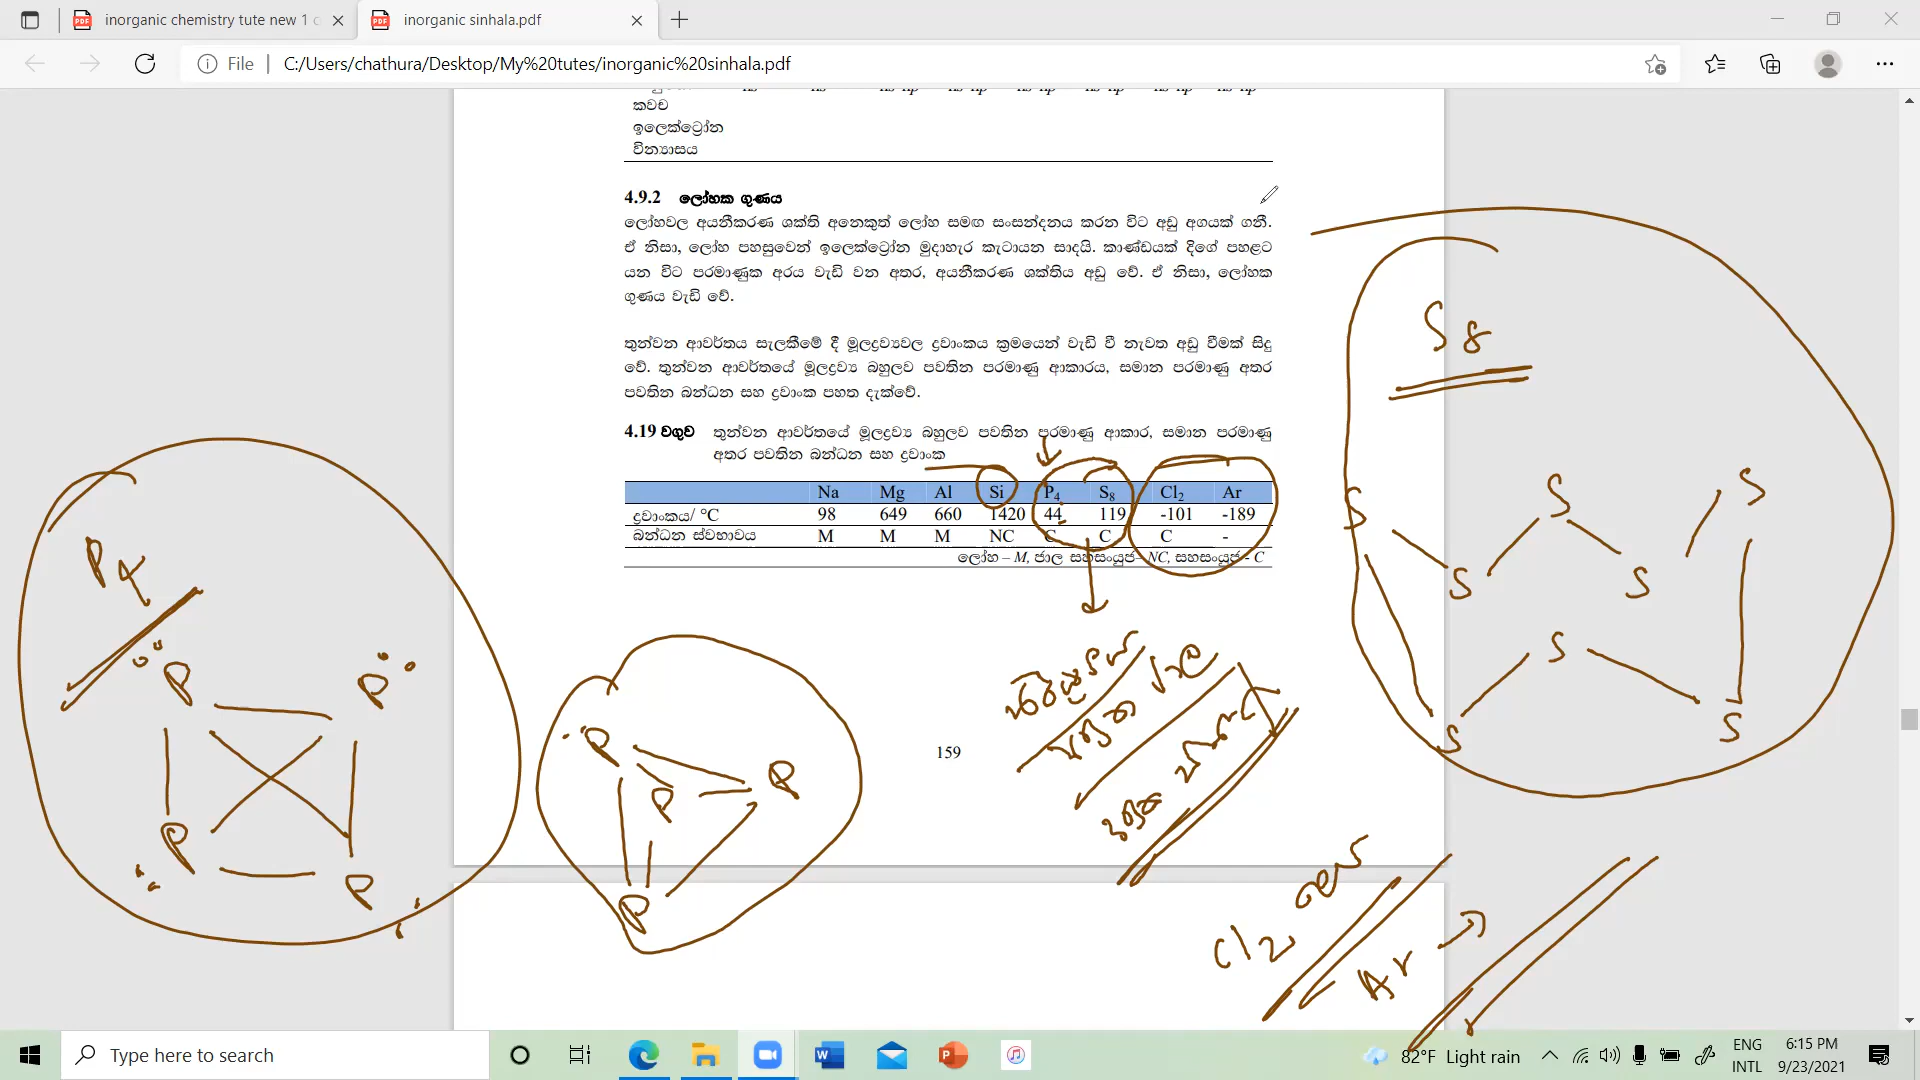 inorganic chemistry tute new 1 c
inorganic sinhala.pdf
File
C:/Users/chathura/Desktop/My%20tutes/inorganic%20sinhala.pdf
කවච
ඉලෙක්ට්‍රෝන
වින්‍යාසය
4.9.2 ලෝහක ගුණය
ලෝහවල අයනීකරණ ශක්ති අනෙකුත් ලෝහ සමඟ සංසන්දනය කරන විට අඩු අගයක් ගනී.
ඒ නිසා, ලෝහ පහසුවෙන් ඉලෙක්ට්‍රෝන මුදාහැර කැටායන සාදයි. කාණ්ඩයක් දිගේ පහළට
යන විට පරමාණුක අරය වැඩි වන අතර, අයනීකරණ ශක්තිය අඩු වේ. ඒ නිසා, ලෝහක
ගුණය වැඩි වේ.
තුන්වන ආවර්තය සැලකීමේ දී මූලද්‍රව්‍යවල ද්‍රවාංකය ක්‍රමයෙන් වැඩි වී නැවත අඩු වීමක් සිදු
වේ. තුන්වන ආවර්තයේ මූලද්‍රව්‍ය බහුලව පවතින පරමාණු ආකාරය, සමාන පරමාණු අතර
පවතින බන්ධන සහ ද්‍රවාංක පහත දැක්වේ.
4.19 වගුව තුන්වන ආවර්තයේ මූලද්‍රව්‍ය බහුලව පවතින පරමාණු ආකාර, සමාන පරමාණු
අතර පවතින බන්ධන සහ ද්‍රවාංක
Na Mg Al Si P4 S8 Cl2 Ar
ද්‍රවාංකය/ °C 98 649 660 1420 44 119 -101 -189
බන්ධන ස්වභාවය M M M NC C C C -
ලෝහ – M, ජාල සහසංයුජ– NC, සහසංයුජ - C
159
S8
S S
S
S S
S
S S
P4
P P
P P
P P
P
P
Cl2,
Ar
Type here to search
82°F Light rain
ENG
INTL
6:15 PM
9/23/2021